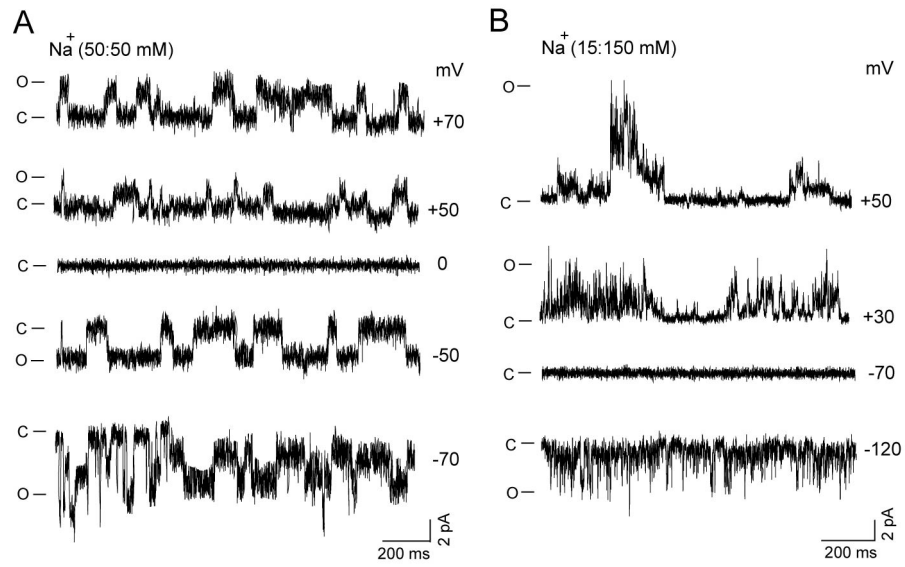 A
Na+ (50:50 mM)
mV
O
C
+70
O
C
+50
C
0
C
O
-50
C
O
-70
200 ms
2 pA
B
Na+ (15:150 mM)
mV
O
C
+50
O
C
+30
C
-70
C
O
-120
200 ms
2 pA